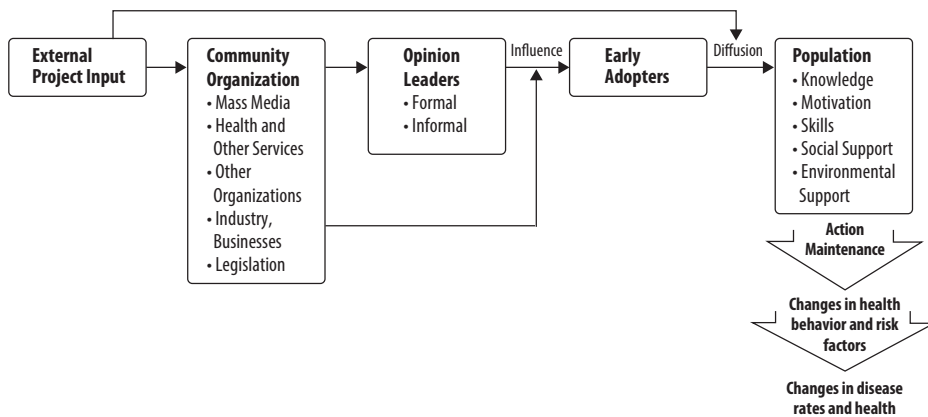 External
Project Input
Community
Organization
• Mass Media
• Health and
Other Services
• Other
Organizations
• Industry,
Businesses
• Legislation
Opinion
Leaders
• Formal
• Informal
Influence
Early
Adopters
Diffusion
Population
• Knowledge
• Motivation
• Skills
• Social Support
• Environmental
Support
Action
Maintenance
Changes in health
behavior and risk
factors
Changes in disease
rates and health